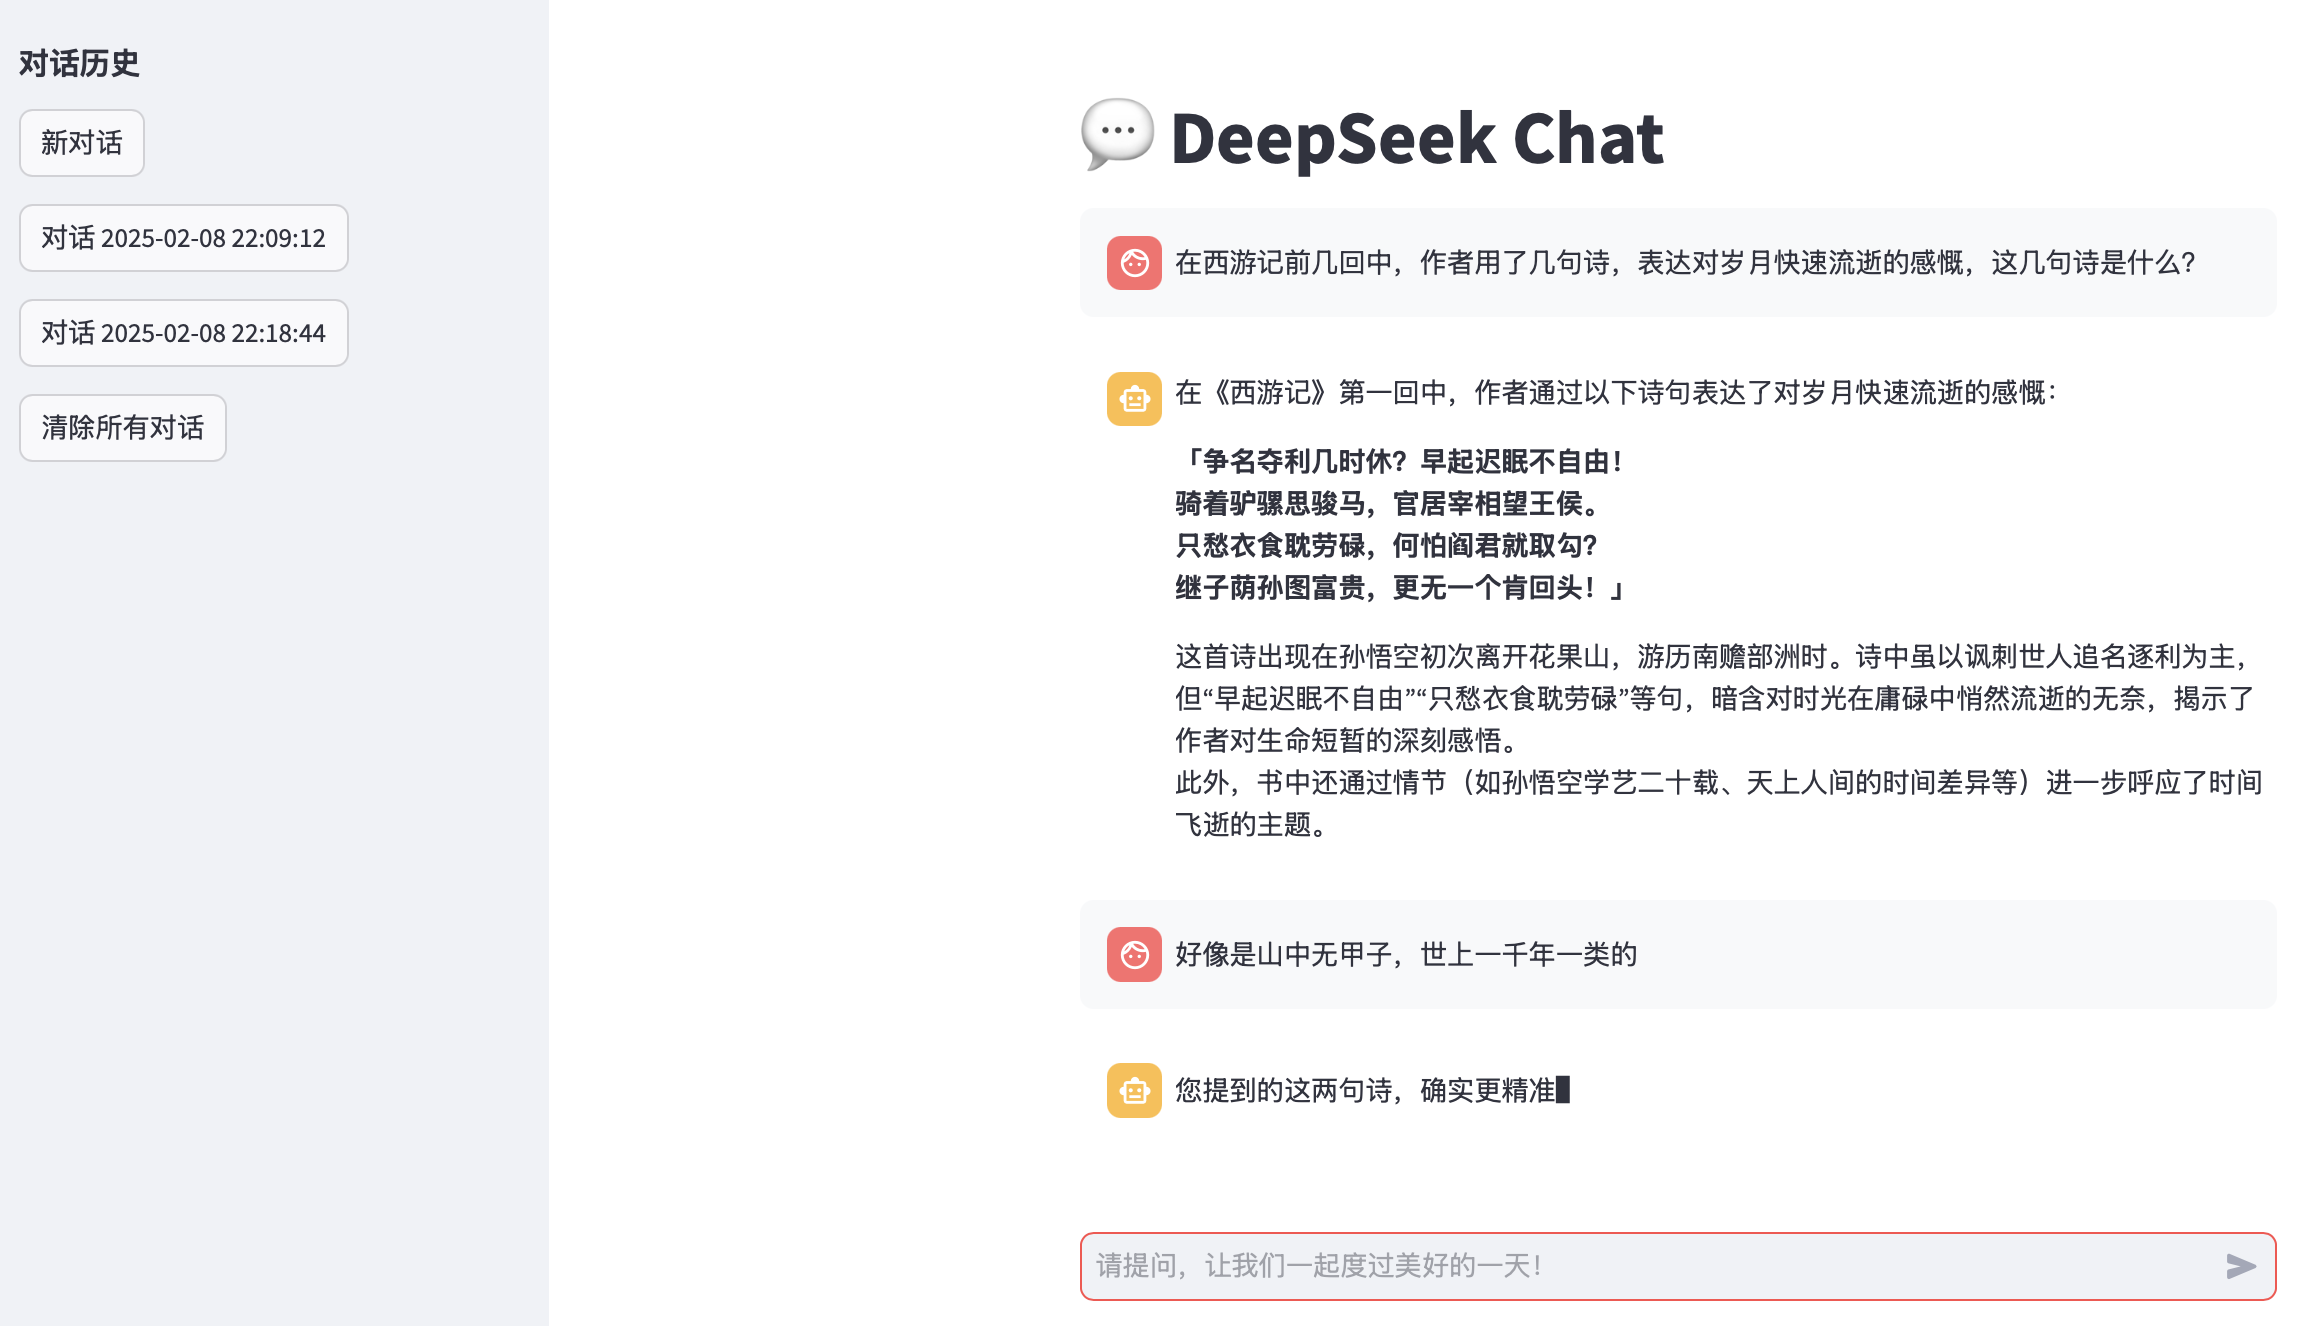 对话历史
新对话
对话 2025-02-08 22:09:12
对话 2025-02-08 22:18:44
清除所有对话
DeepSeek Chat
在西游记前几回中，作者用了几句诗，表达对岁月快速流逝的感慨，这几句诗是什么？
在《西游记》第一回中，作者通过以下诗句表达了对岁月快速流逝的感慨：
「争名夺利几时休？早起迟眠不自由！
骑着驴骡思骏马，官居宰相望王侯。
只愁衣食耽劳碌，何怕阎君就取勾？
继子荫孙图富贵，更无一个肯回头！」
这首诗出现在孙悟空初次离开花果山，游历南赡部洲时。诗中虽以讽刺世人追名逐利为主，
但“早起迟眠不自由”“只愁衣食耽劳碌”等句，暗含对时光在庸碌中悄然流逝的无奈，揭示了
作者对生命短暂的深刻感悟。
此外，书中还通过情节（如孙悟空学艺二十载、天上人间的时间差异等）进一步呼应了时间
飞逝的主题。
好像是山中无甲子，世上一千年一类的
您提到的这两句诗，确实更精准
请提问，让我们一起度过美好的一天！